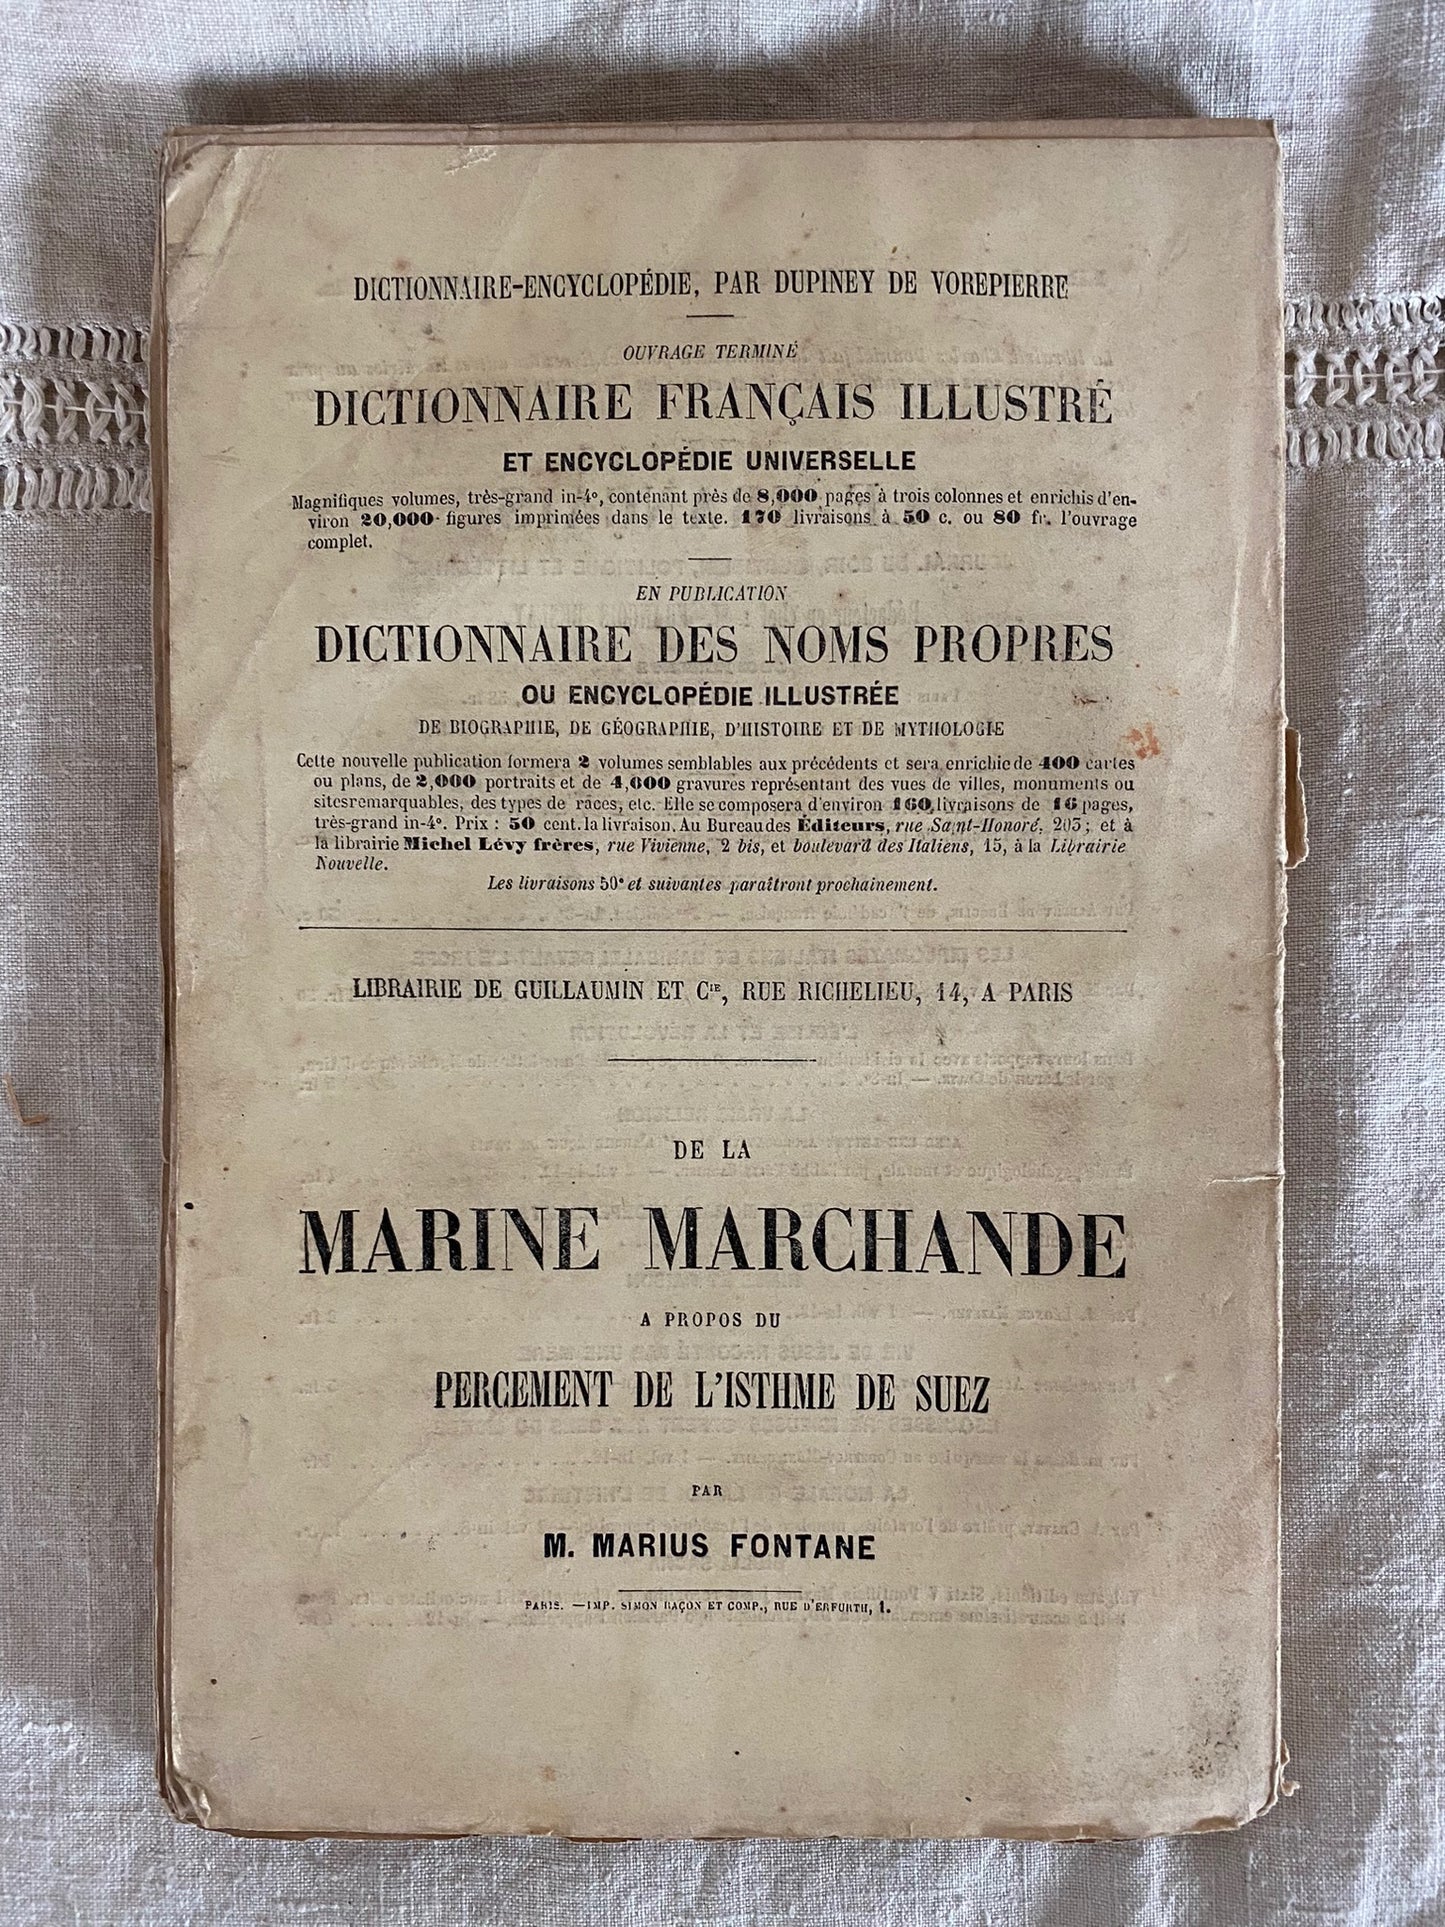 DICTIONNAIRE-ENCYCLOPÉDIE, PAR DUPINEY DE VOREPIERRE
OUVRAGE TERMINÉ
DICTIONNAIRE FRANÇAIS ILLUSTRÉ
ET ENCYCLOPÉDIE UNIVERSELLE
Magnifiques volumes, très-grand in-4°, contenant près de 8,000 pages à trois colonnes et enrichis d'en-
viron 20,000 figures imprimées dans le texte. 170 livraisons à 50 c. ou 80 fr. l'ouvrage
complet.
EN PUBLICATION
DICTIONNAIRE DES NOMS PROPRES
OU ENCYCLOPÉDIE ILLUSTRÉE
DE BIOGRAPHIE, DE GÉOGRAPHIE, D'HISTOIRE ET DE MYTHOLOGIE
Cette nouvelle publication formera 2 volumes semblables aux précédents et sera enrichie de 400 cartes
ou plans, de 2,000 portraits et de 4,600 gravures représentant des vues de villes, monuments ou
sites remarquables, des types de races, etc. Elle se composera d'environ 160 livraisons de 16 pages,
très-grand in-4°. Prix : 50 cent. la livraison. Au Bureau des Éditeurs, rue Saint-Honoré, 205; et à
la librairie Michel Lévy frères, rue Vivienne, 2 bis, et boulevard des Italiens, 15, à la Librairie
Nouvelle.
Les livraisons 50e et suivantes paraîtront prochainement.
LIBRAIRIE DE GUILLAUMIN ET Cie, RUE RICHELIEU, 14, A PARIS
DE LA
MARINE MARCHANDE
A PROPOS DU
PERCEMENT DE L'ISTHME DE SUEZ
PAR
M. MARIUS FONTANE
PARIS. — IMP. SIMON RAÇON ET COMP., RUE D'ERFURTH, 1.